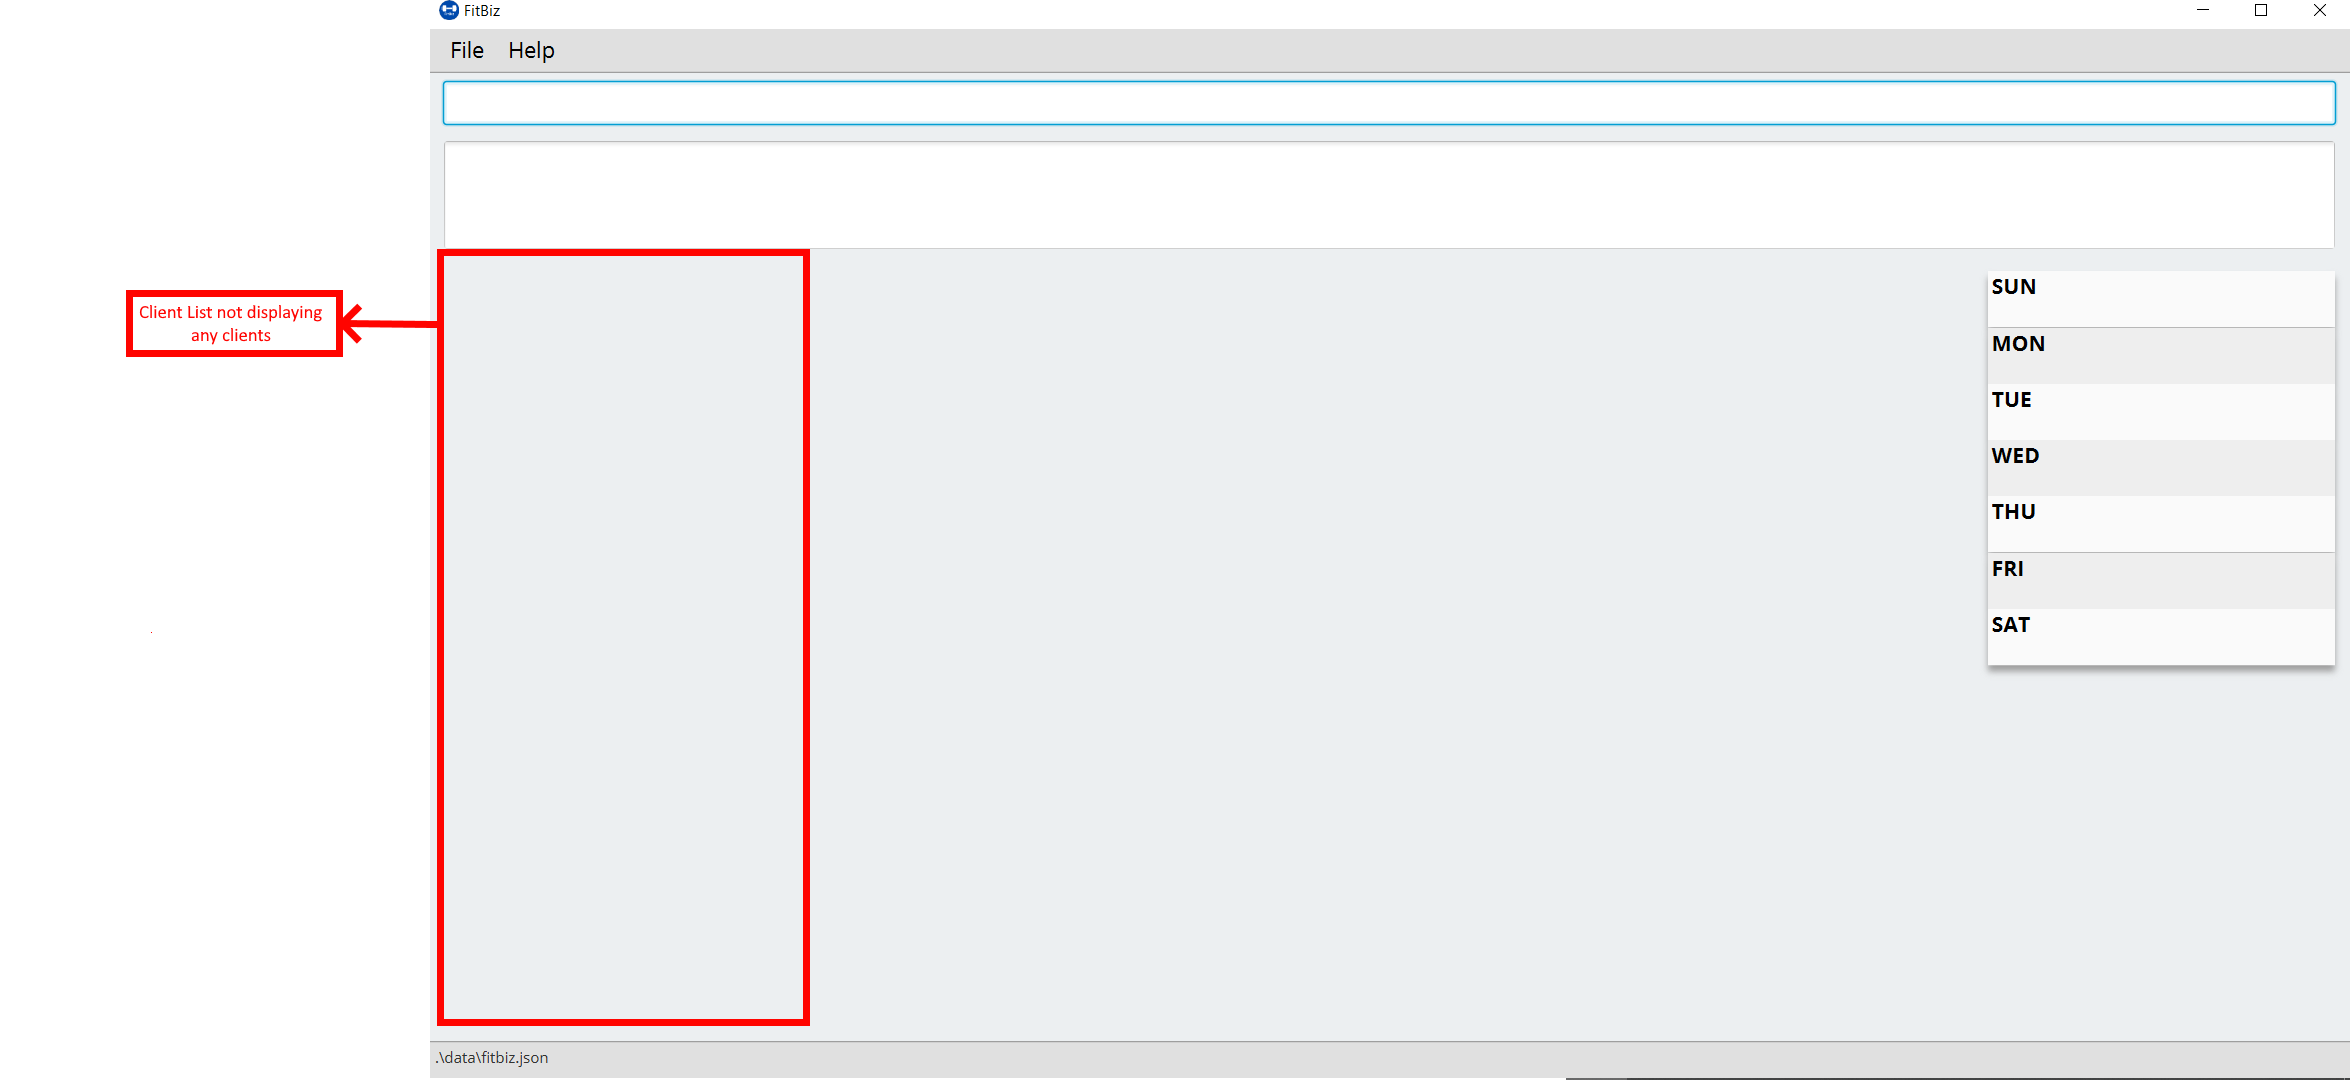 FitBiz
File Help
Client List not displaying
any clients
SUN
MON
TUE
WED
THU
FRI
SAT
.\data\fitbiz.json